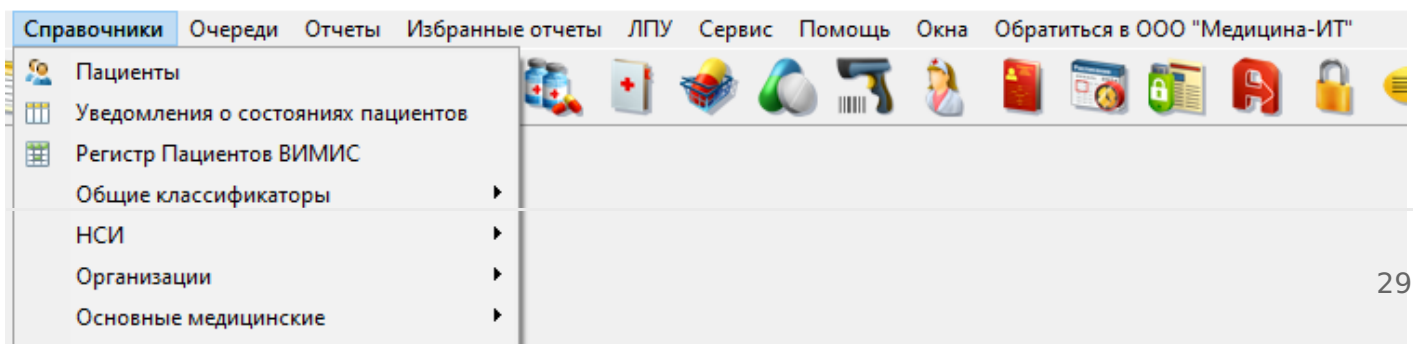 Справочники Очереди Отчеты Избранные отчеты ЛПУ Сервис Помощь Окна Обратиться в ООО "Медицина-ИТ"
Пациенты
Уведомления о состояниях пациентов
Регистр Пациентов ВИМИС
Общие классификаторы
НСИ
Организации
29
Основные медицинские